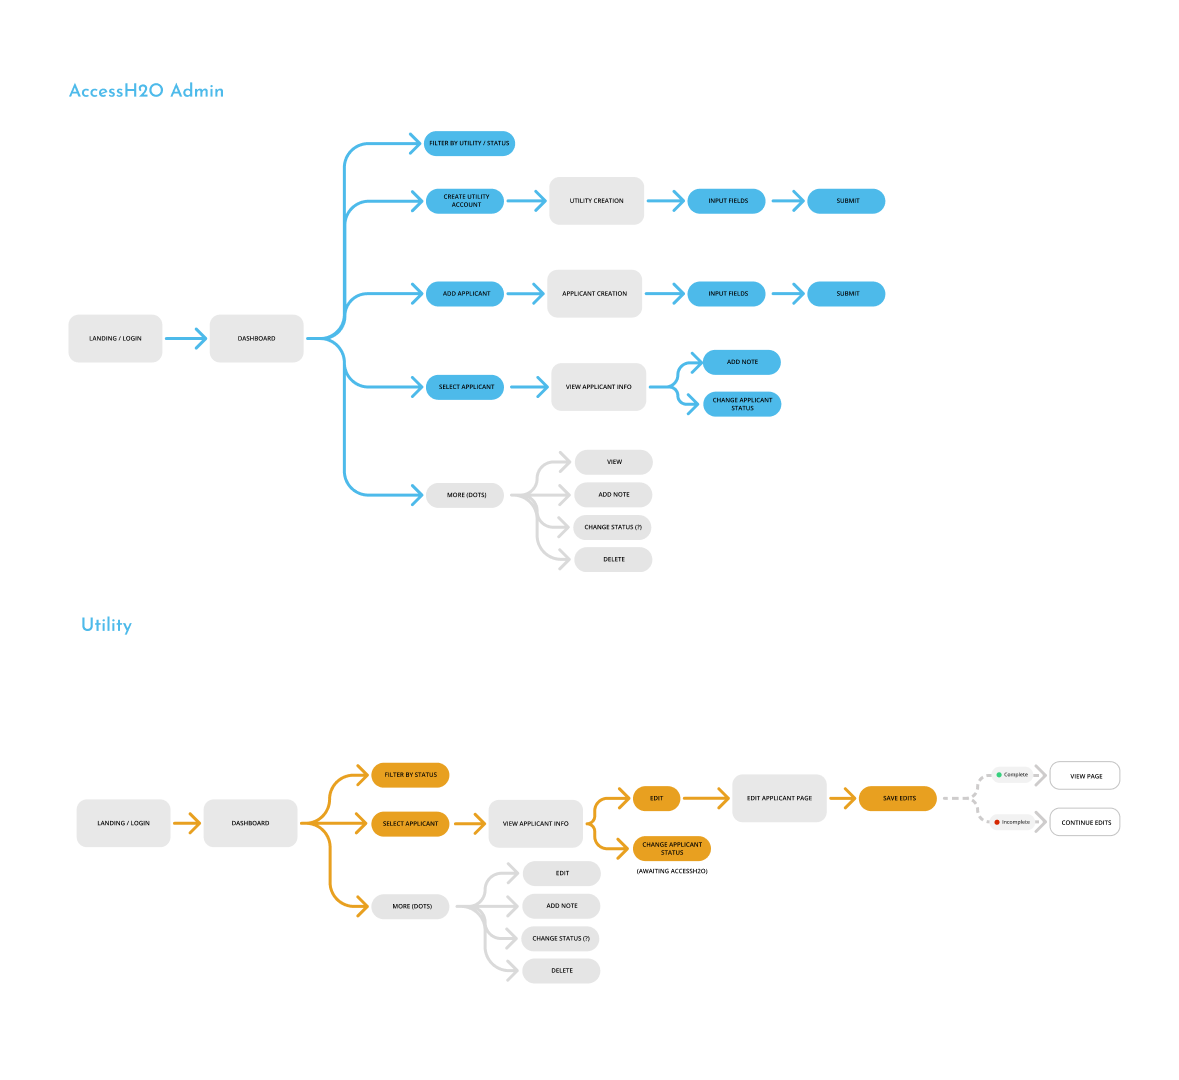 AccessH2O Admin
FILTER BY UTILITY / STATUS
CREATE UTILITY
ACCOUNT
UTILITY CREATION
INPUT FIELDS
SUBMIT
ADD APPLICANT
APPLICANT CREATION
INPUT FIELDS
SUBMIT
LANDING / LOGIN
DASHBOARD
SELECT APPLICANT
VIEW APPLICANT INFO
ADD NOTE
CHANGE APPLICANT
STATUS
MORE (DOTS)
VIEW
ADD NOTE
CHANGE STATUS (?)
DELETE
Utility
LANDING / LOGIN
DASHBOARD
FILTER BY STATUS
SELECT APPLICANT
VIEW APPLICANT INFO
EDIT
EDIT APPLICANT PAGE
SAVE EDITS
Complete
VIEW PAGE
Incomplete
CONTINUE EDITS
CHANGE APPLICANT
STATUS
(AWAITING ACCESSH2O)
MORE (DOTS)
EDIT
ADD NOTE
CHANGE STATUS (?)
DELETE